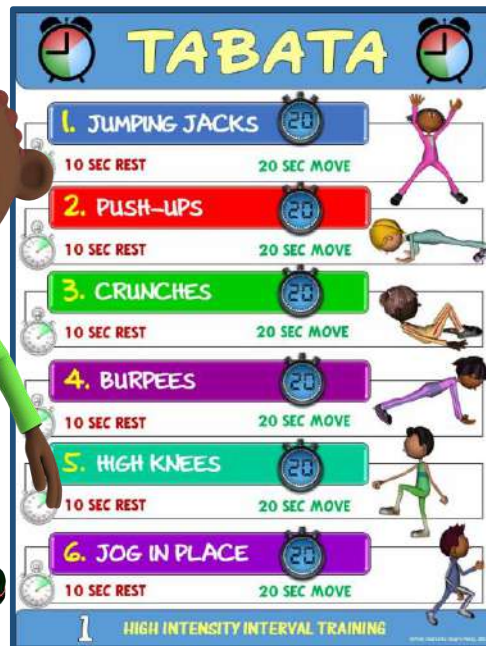 TABATA
1. JUMPING JACKS 20
10 SEC REST 20 SEC MOVE
2. PUSH-UPS 20
10 SEC REST 20 SEC MOVE
3. CRUNCHES 20
10 SEC REST 20 SEC MOVE
4. BURPEES 20
10 SEC REST 20 SEC MOVE
5. HIGH KNEES 20
10 SEC REST 20 SEC MOVE
6. JOG IN PLACE 20
10 SEC REST 20 SEC MOVE
1 HIGH INTENSITY INTERVAL TRAINING